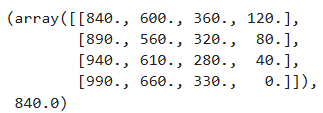 (array([[840., 600., 360., 120.],
        [890., 560., 320.,  80.],
        [940., 610., 280.,  40.],
        [990., 660., 330.,   0.]]),
 840.0)